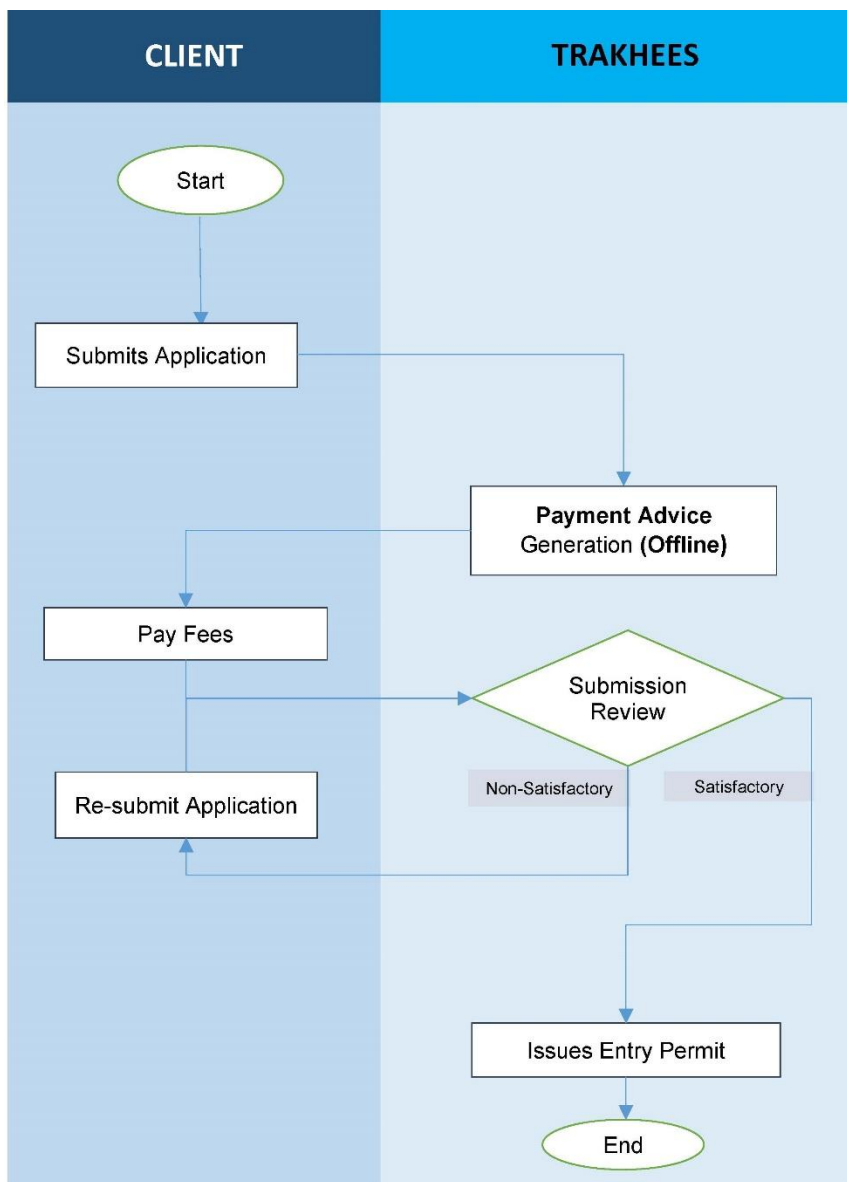 CLIENT
TRAKHEES
Start
Submits Application
Payment Advice
Generation (Offline)
Pay Fees
Submission
Review
Non-Satisfactory
Satisfactory
Re-submit Application
Issues Entry Permit
End